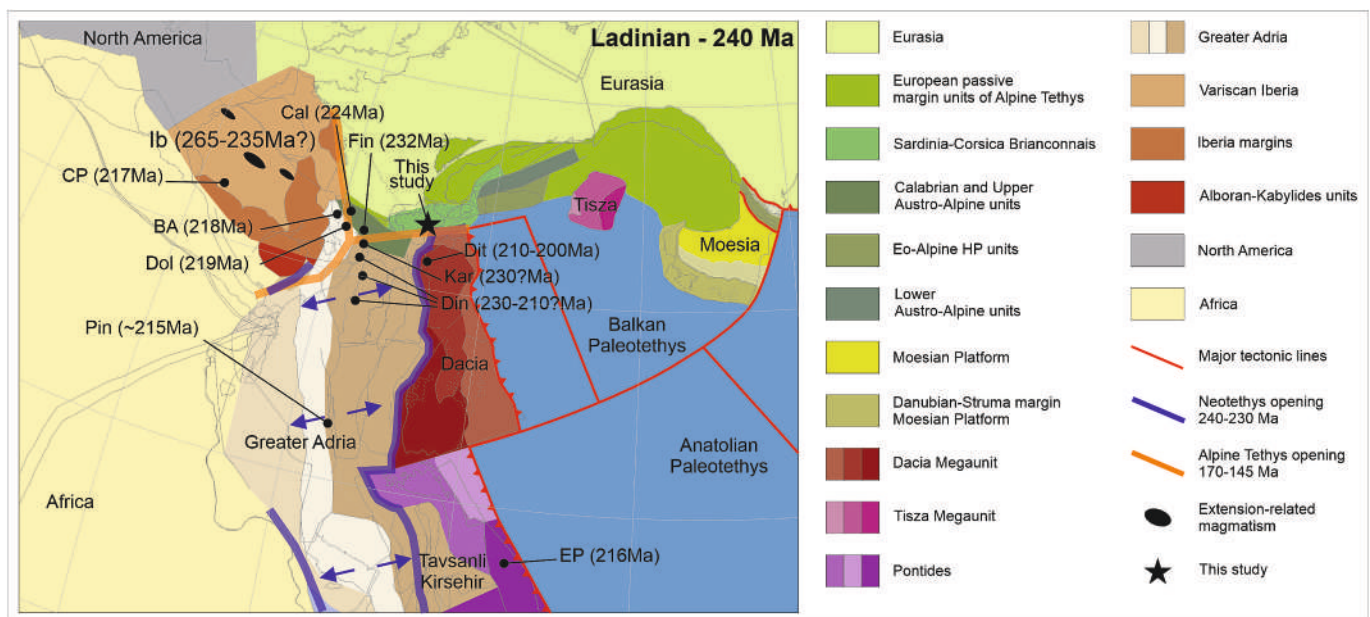 North America
Ladinian - 240 Ma
Eurasia
Cal (224Ma)
Ib (265-235Ma?)
Fin (232Ma)
This
study
CP (217Ma)
Tisza
BA (218Ma)
Moesia
Dol (219Ma)
Dit (210-200Ma)
Kar (230?Ma)
Din (230-210?Ma)
Pin (~215Ma)
Balkan
Paleotethys
Dacia
Greater Adria
Anatolian
Paleotethys
Africa
Tavsanli
Kirsehir
EP (216Ma)
Eurasia
European passive
margin units of Alpine Tethys
Sardinia-Corsica Brianconnais
Calabrian and Upper
Austro-Alpine units
Eo-Alpine HP units
Lower
Austro-Alpine units
Moesian Platform
Danubian-Struma margin
Moesian Platform
Dacia Megaunit
Tisza Megaunit
Pontides
Greater Adria
Variscan Iberia
Iberia margins
Alboran-Kabylides units
North America
Africa
Major tectonic lines
Neotethys opening
240-230 Ma
Alpine Tethys opening
170-145 Ma
Extension-related
magmatism
This study